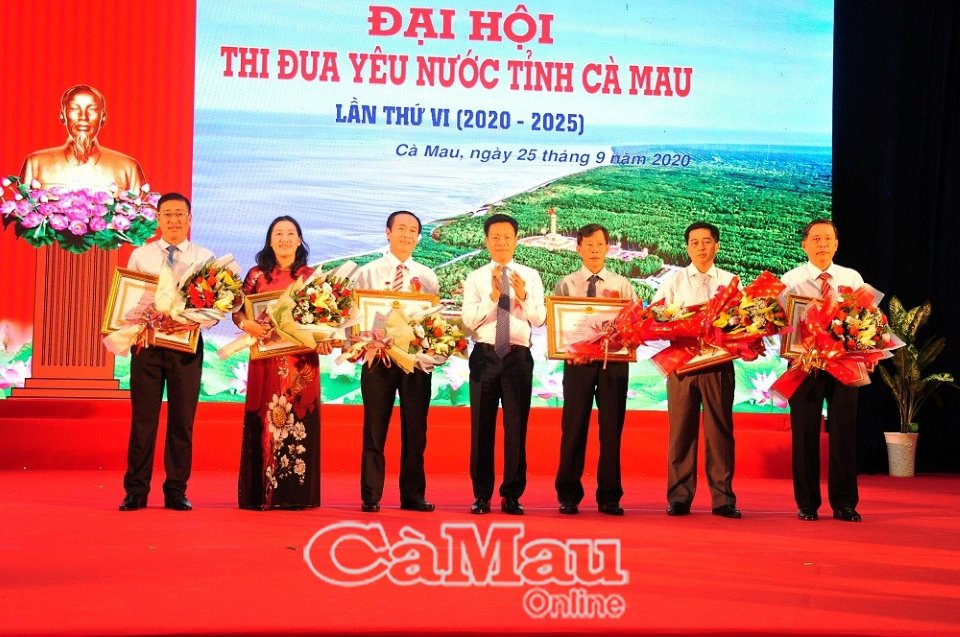 ĐẠI HỘI
THI ĐUA YÊU NƯỚC TỈNH CÀ MAU
LẦN THỨ VI (2020 - 2025)
Cà Mau, ngày 25 tháng 9 năm 2020
CàMau
Online